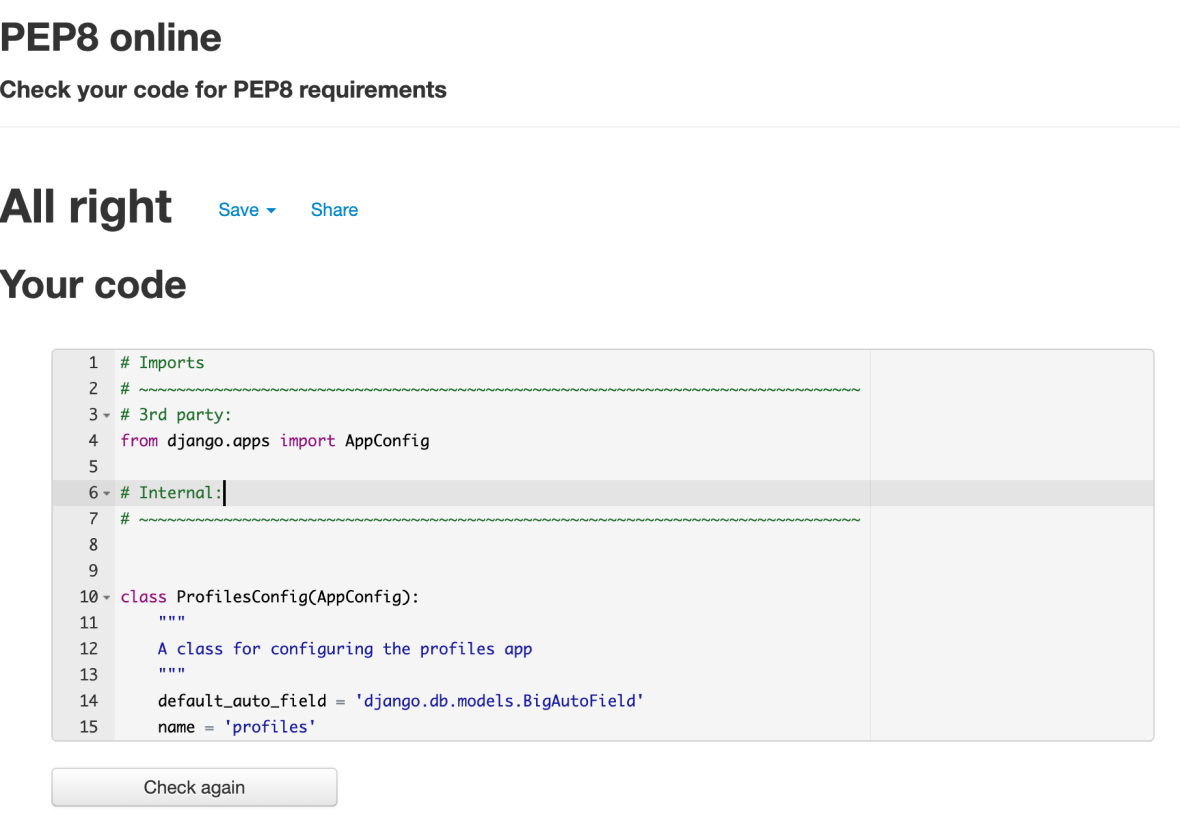 PEP8 online
Check your code for PEP8 requirements
All right Save Share
Your code
1 # Imports
2 # ~~~~~~~~~~~~~~~~~~~~~~~~~~~~~~~~~~~~~~~~~~~~~~~~~~~~~~~~~~~~~~~~~~~~~~~~~~~~~
3 # 3rd party:
4 from django.apps import AppConfig
5
6 # Internal:
7 # ~~~~~~~~~~~~~~~~~~~~~~~~~~~~~~~~~~~~~~~~~~~~~~~~~~~~~~~~~~~~~~~~~~~~~~~~~~~~~
8
9
10 class ProfilesConfig(AppConfig):
11     """
12     A class for configuring the profiles app
13     """
14     default_auto_field = 'django.db.models.BigAutoField'
15     name = 'profiles'
Check again